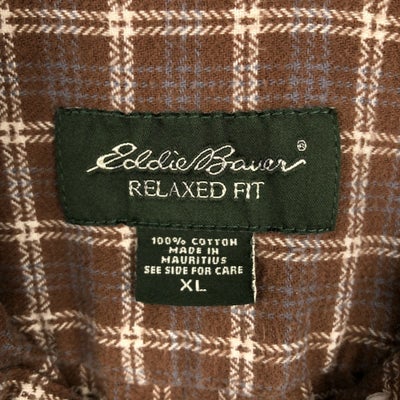 Eddie Bauer®
RELAXED FIT
100% COTTON
MADE IN
MAURITIUS
SEE SIDE FOR CARE
XL